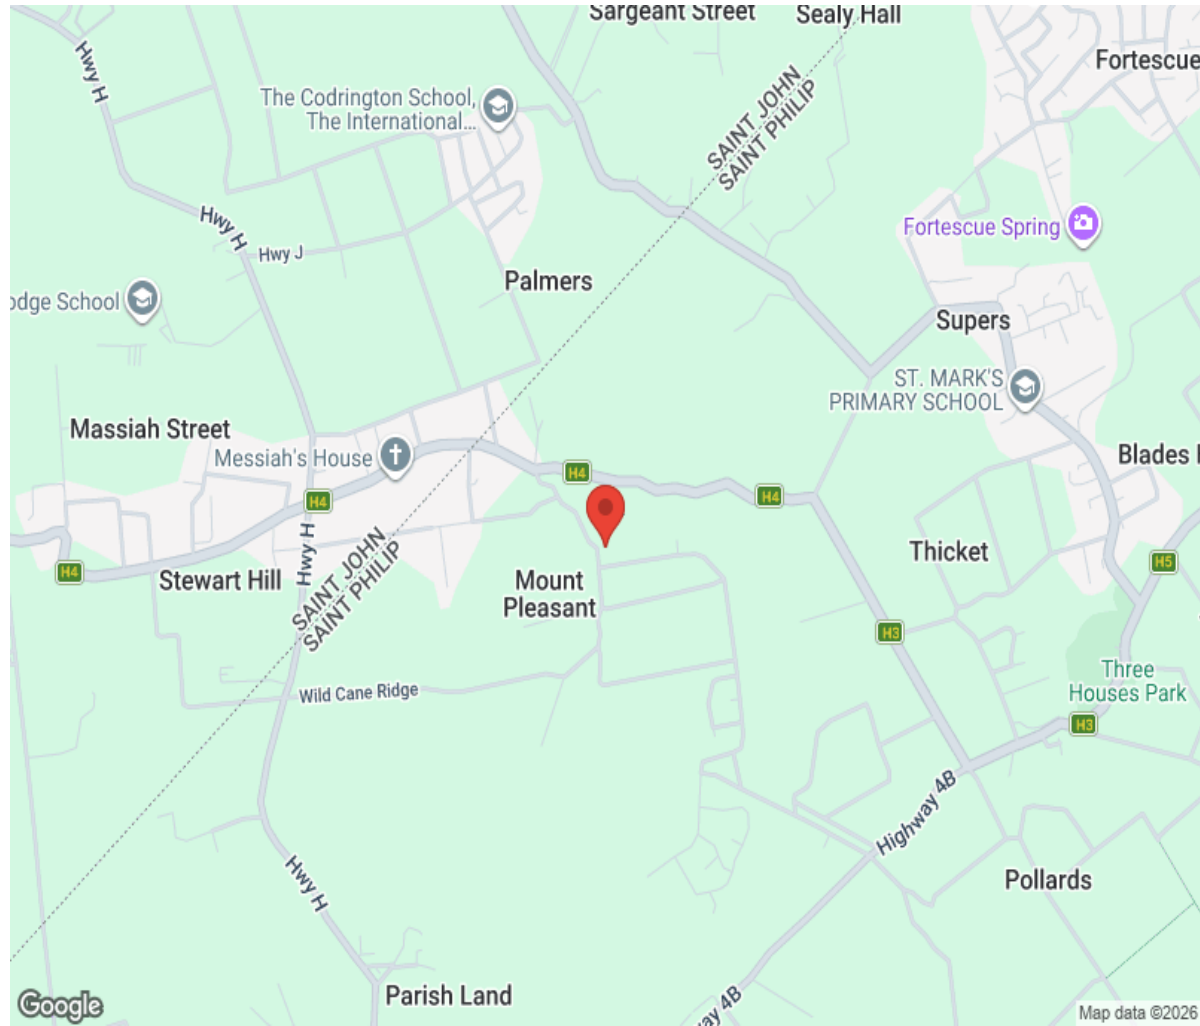 Sargeant Street
Sealy Hall
Hwy H
Fortescue
The Codrington School,
The International...
SAINT JOHN
SAINT PHILIP
Hwy H
Fortescue Spring
Hwy J
Palmers
odge School
Supers
ST. MARK'S
PRIMARY SCHOOL
Massiah Street
Messiah's House
Blades
H4
H4
H4
Hwy H
SAINT JOHN
SAINT PHILIP
Thicket
H5
H4
Stewart Hill
Mount
Pleasant
H3
Three
Houses Park
Wild Cane Ridge
H3
Highway 4B
Hwy H
Pollards
Parish Land
way 4B
Google
Map data ©2026